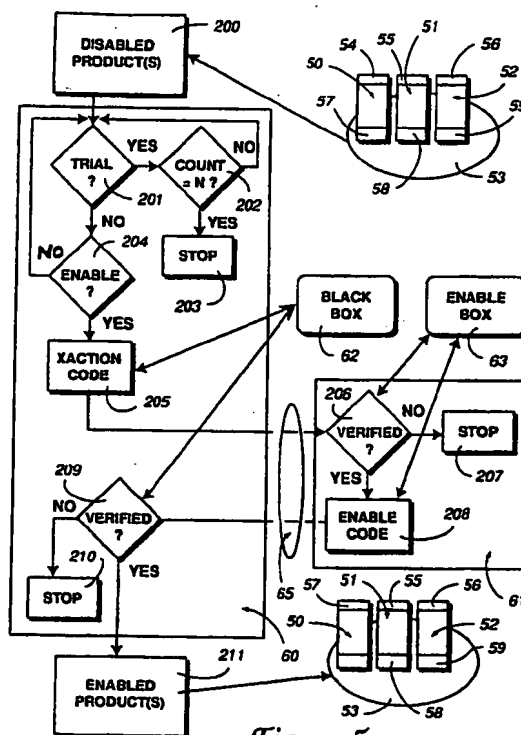 200
DISABLED
PRODUCT(S)
54 55 51 56
50 52
57 59
58 53
TRIAL
?
201
YES
COUNT
= N ?
202
NO
NO
YES
STOP
203
204
NO
ENABLE
?
YES
XACTION
CODE
205
BLACK
BOX
62
ENABLE
BOX
63
206
VERIFIED
?
NO
STOP
207
YES
ENABLE
CODE
208
209
VERIFIED
?
NO
YES
STOP
210
65
60
61
211
ENABLED
PRODUCT(S)
57 51 55 56
50 52
59
53 58